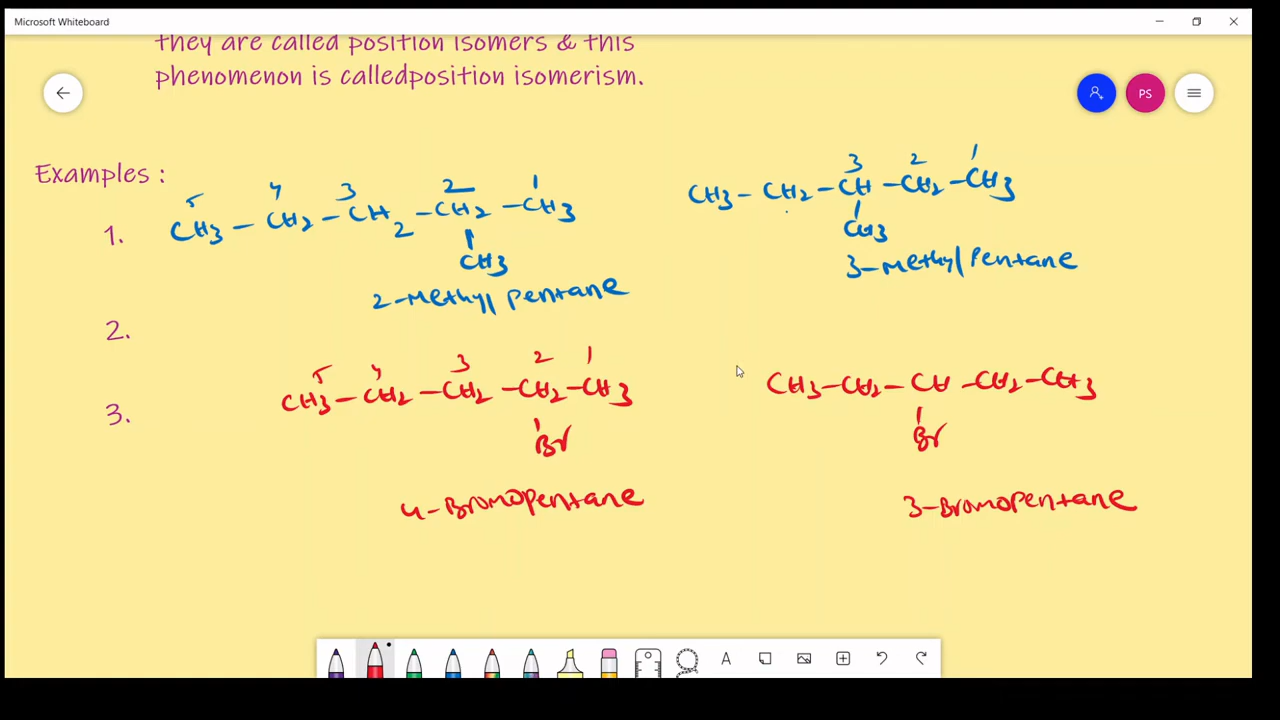 Microsoft Whiteboard
they are called position isomers & this
phenomenon is calledposition isomerism.
PS
Examples :
1.
5 4 3 2 1
CH3 - CH2 - CH2 - CH2 - CH3
CH3
2-Methyl Pentane
3 2 1
CH3 - CH2 - CH - CH2 - CH3
CH3
3-Methyl Pentane
2.
5 4 3 2 1
CH3 - CH2 - CH2 - CH2 - CH3
Br
4-Bromopentane
CH3 - CH2 - CH - CH2 - CH3
Br
3-Bromopentane
3.
A